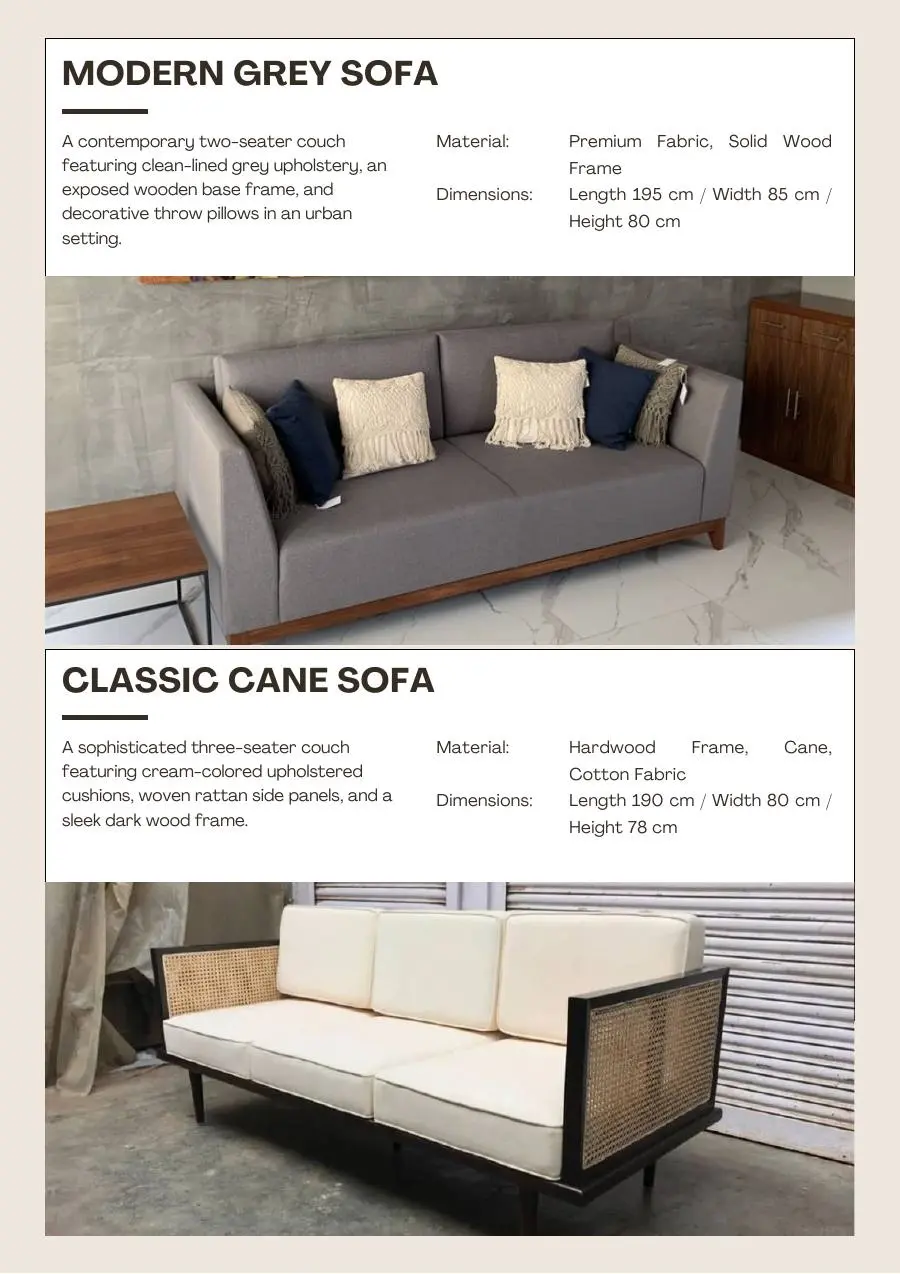 MODERN GREY SOFA
A contemporary two-seater couch
featuring clean-lined grey upholstery, an
exposed wooden base frame, and
decorative throw pillows in an urban
setting.
Material:
Premium Fabric, Solid Wood
Frame
Dimensions:
Length 195 cm / Width 85 cm /
Height 80 cm
CLASSIC CANE SOFA
A sophisticated three-seater couch
featuring cream-colored upholstered
cushions, woven rattan side panels, and a
sleek dark wood frame.
Material:
Hardwood Frame, Cane,
Cotton Fabric
Dimensions:
Length 190 cm / Width 80 cm /
Height 78 cm